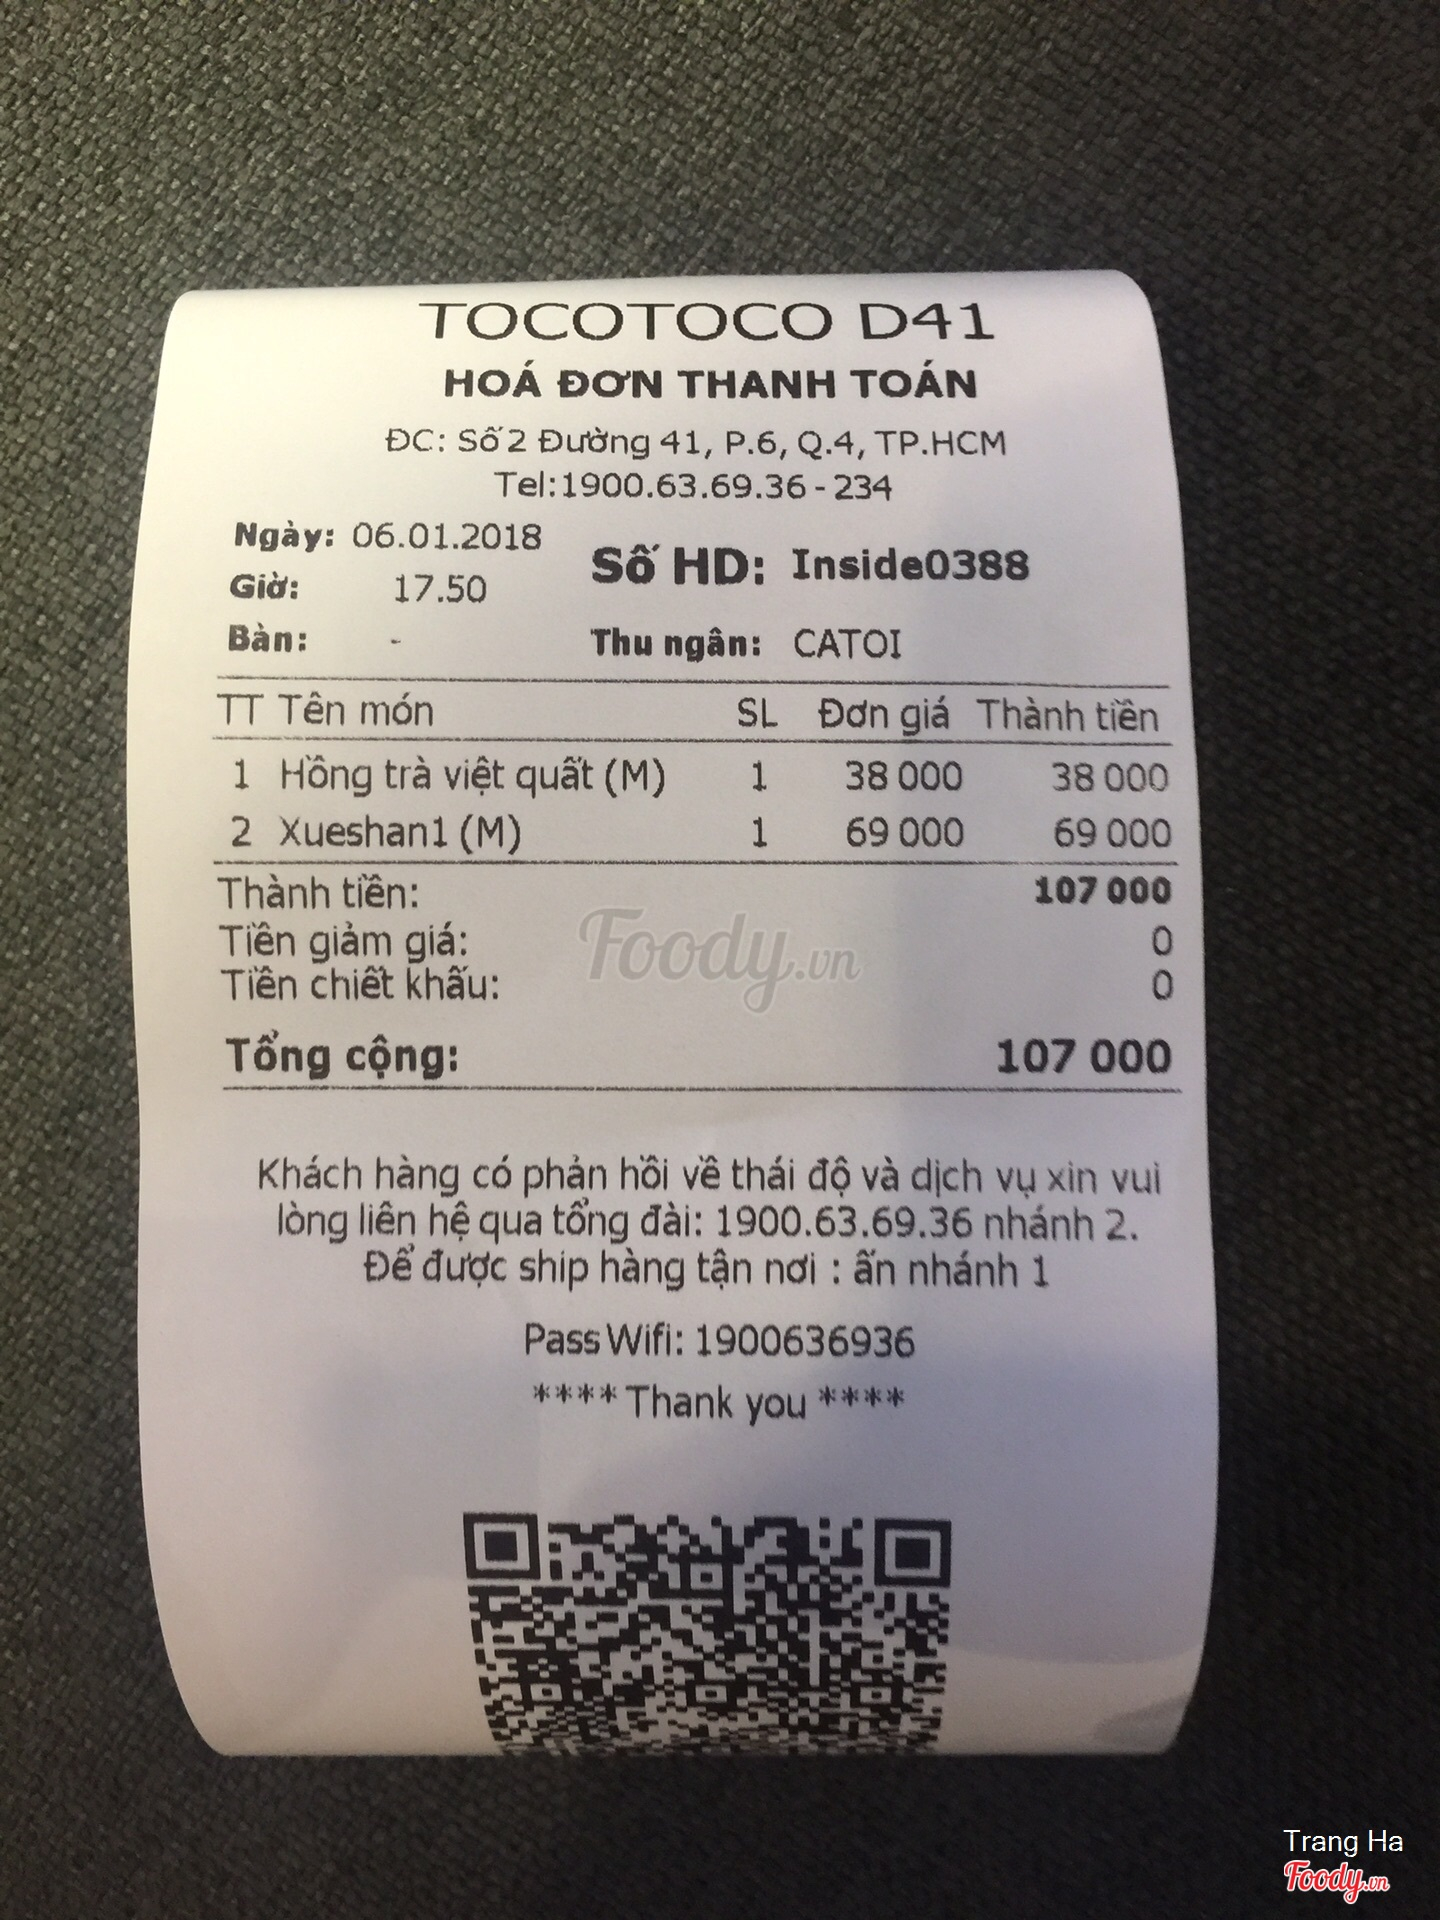 TOCOTOCO D41
HOÁ ĐƠN THANH TOÁN
ĐC: Số 2 Đường 41, P.6, Q.4, TP.HCM
Tel:1900.63.69.36 - 234
Ngày: 06.01.2018
Số HD: Inside0388
Giờ: 17.50
Bàn: -
Thu ngân: CATOI
TT Tên món SL Đơn giá Thành tiền
1 Hồng trà việt quất (M) 1 38 000 38 000
2 Xueshan1 (M) 1 69 000 69 000
Thành tiền: 107 000
Tiền giảm giá: 0
Foody.vn
Tiền chiết khấu: 0
Tổng cộng: 107 000
Khách hàng có phản hồi về thái độ và dịch vụ xin vui
lòng liên hệ qua tổng đài: 1900.63.69.36 nhánh 2.
Để được ship hàng tận nơi : ấn nhánh 1
Pass Wifi: 1900636936
**** Thank you ****
Trang Ha
Foody.vn